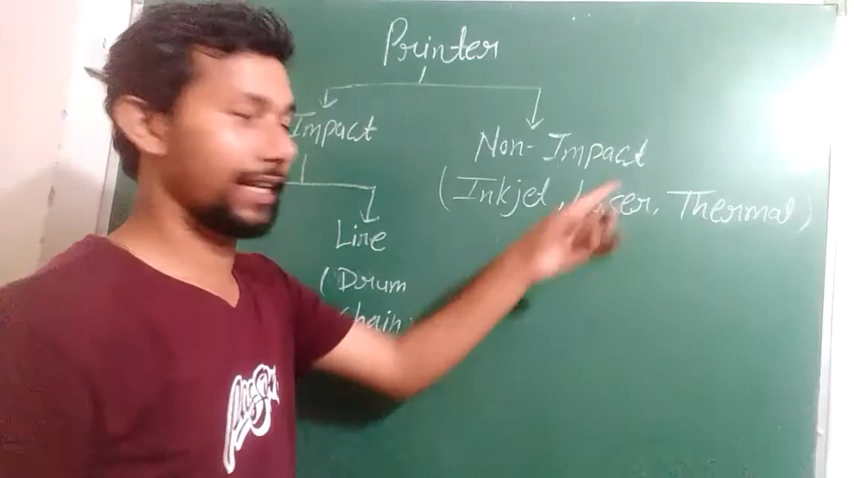 Printer
Impact
Non-Impact
(Inkjet, Laser, Thermal)
Line
(Drum
Chain